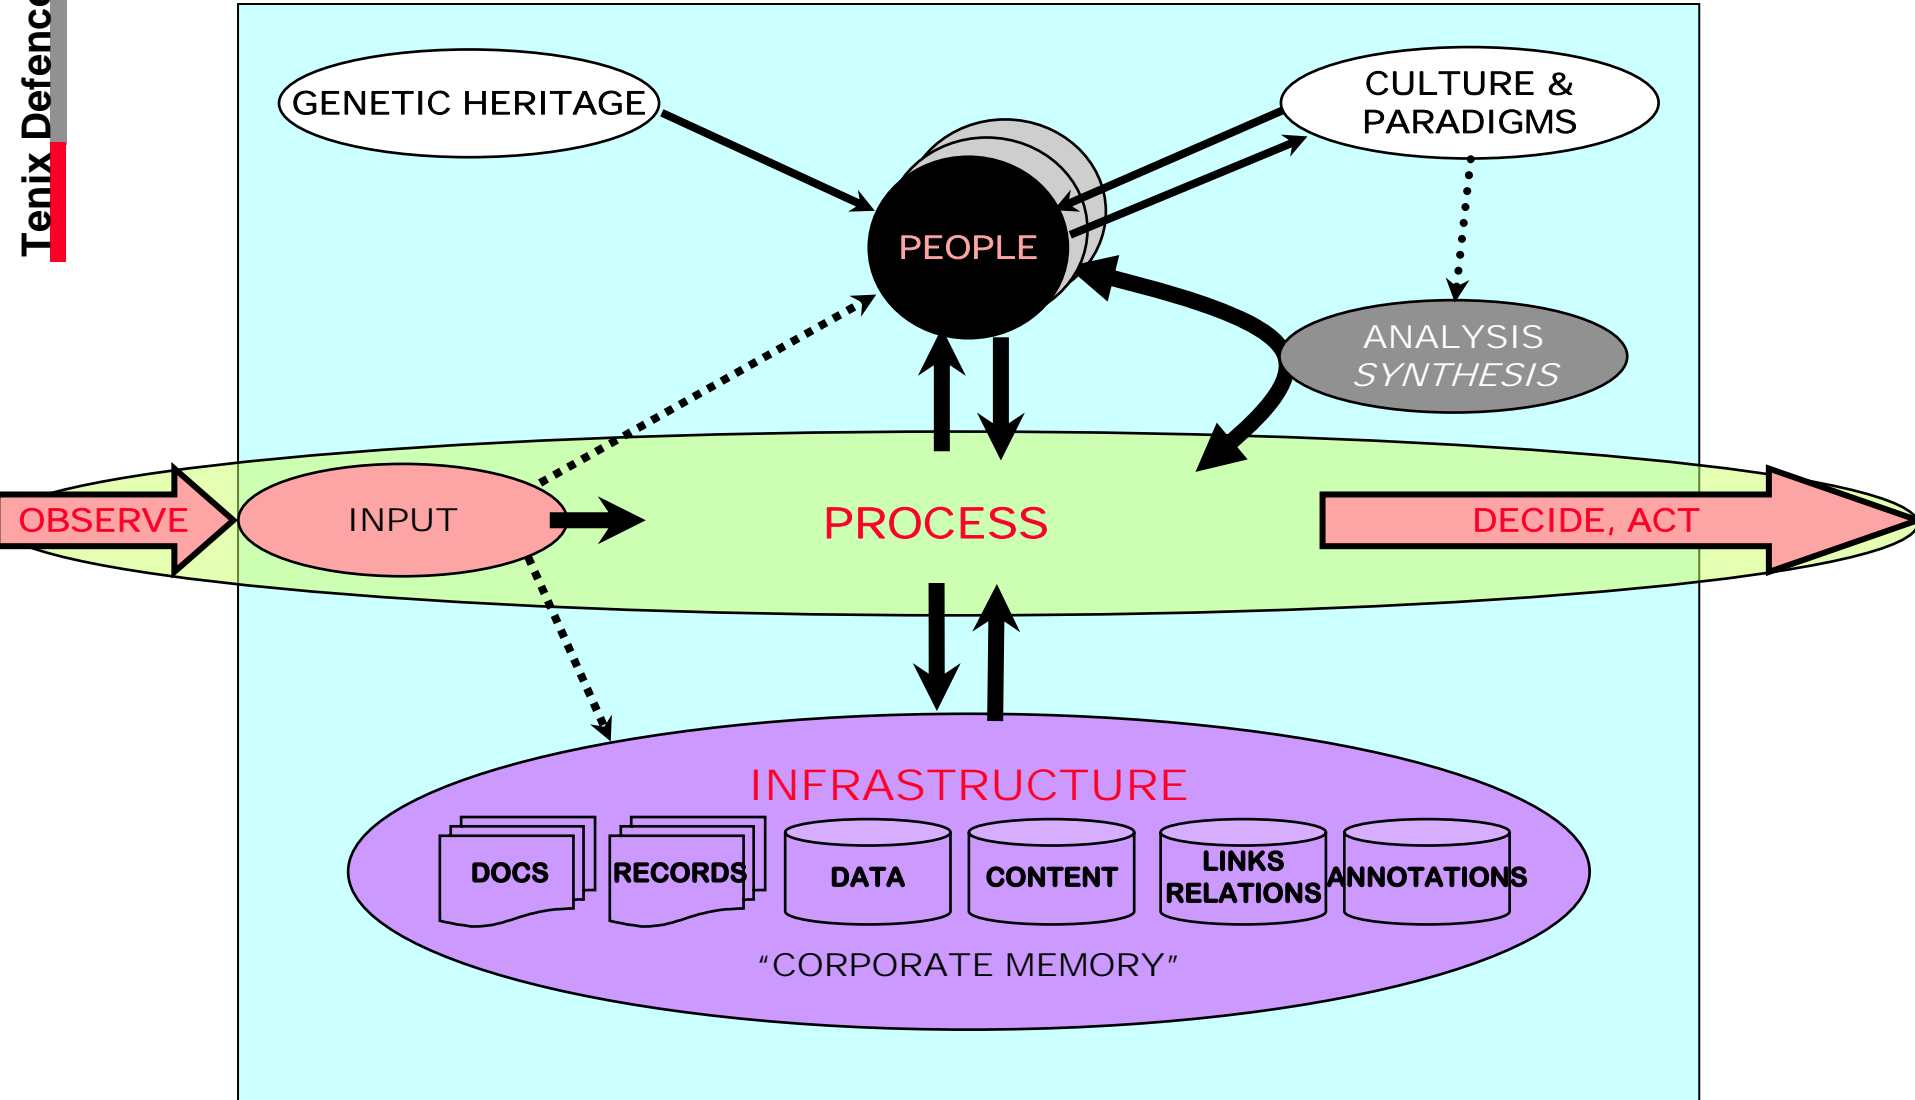 Tenix Defence
GENETIC HERITAGE
CULTURE &
PARADIGMS
PEOPLE
ANALYSIS
SYNTHESIS
OBSERVE
INPUT
PROCESS
DECIDE, ACT
INFRASTRUCTURE
DOCS
RECORDS
DATA
CONTENT
LINKS
RELATIONS
ANNOTATIONS
“CORPORATE MEMORY”